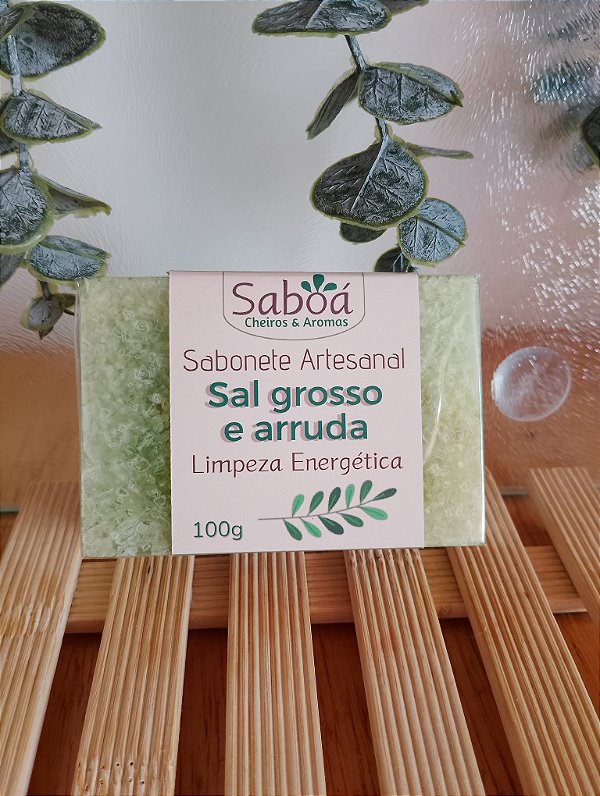 Saboá
Cheiros & Aromas
Sabonete Artesanal
Sal grosso
e arruda
Limpeza Energética
100g